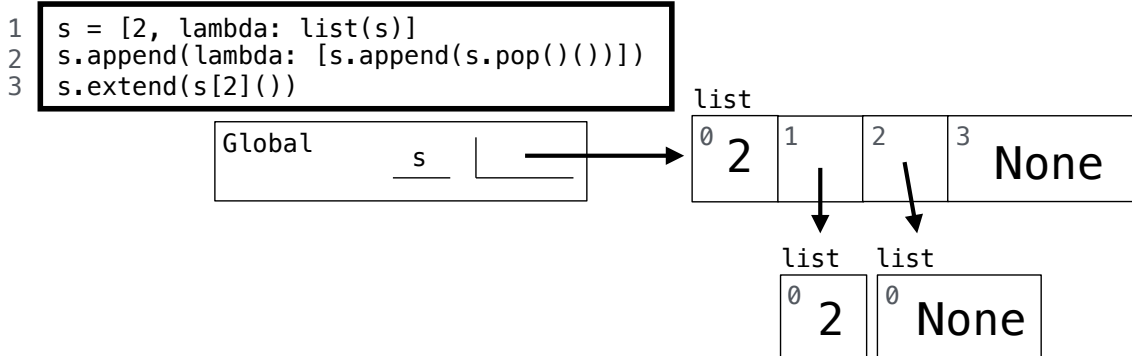 1 s = [2, lambda: list(s)]
2 s.append(lambda: [s.append(s.pop()())])
3 s.extend(s[2]())
list
Global s
0 2 1 2 3 None
list list
0 2 0 None